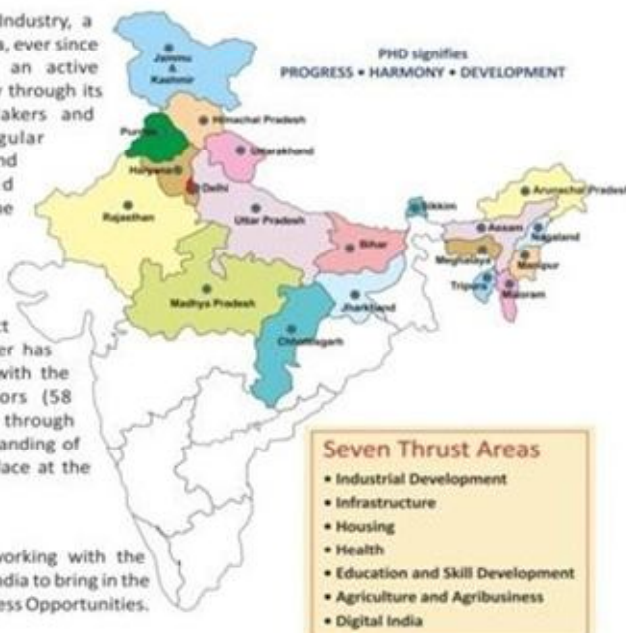 Industry, a
a, ever since
an active
through its
akers and
gular
nd
d
ne
ct
er has
with the
ors (58
through
anding of
lace at the
working with the
ndia to bring in the
ess Opportunities.
PHD signifies
PROGRESS • HARMONY • DEVELOPMENT
Jammu
&
Kashmir
Himachal Pradesh
Punjab
Uttarakhand
Haryana
Delhi
Rajasthan
Uttar Pradesh
Bihar
Sikkim
Arunachal Pradesh
Assam
Nagaland
Meghalaya
Manipur
Tripura
Mizoram
Madhya Pradesh
Jharkhand
Chhattisgarh
Seven Thrust Areas
• Industrial Development
• Infrastructure
• Housing
• Health
• Education and Skill Development
• Agriculture and Agribusiness
• Digital India